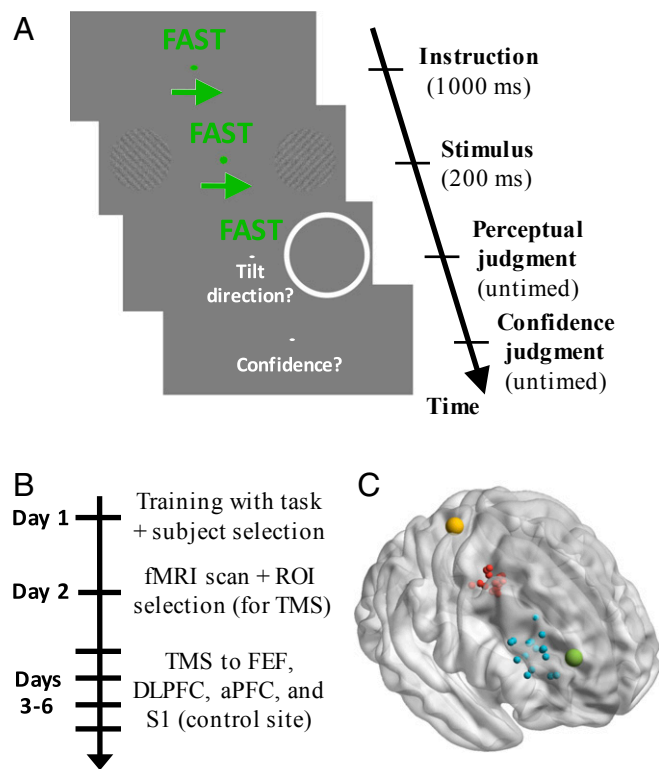 A
FAST
FAST
FAST
Tilt
direction?
Confidence?
Instruction
(1000 ms)
Stimulus
(200 ms)
Perceptual
judgment
(untimed)
Confidence
judgment
(untimed)
Time
B
Day 1
Training with task
+ subject selection
Day 2
fMRI scan + ROI
selection (for TMS)
Days
3-6
TMS to FEF,
DLPFC, aPFC, and
S1 (control site)
C